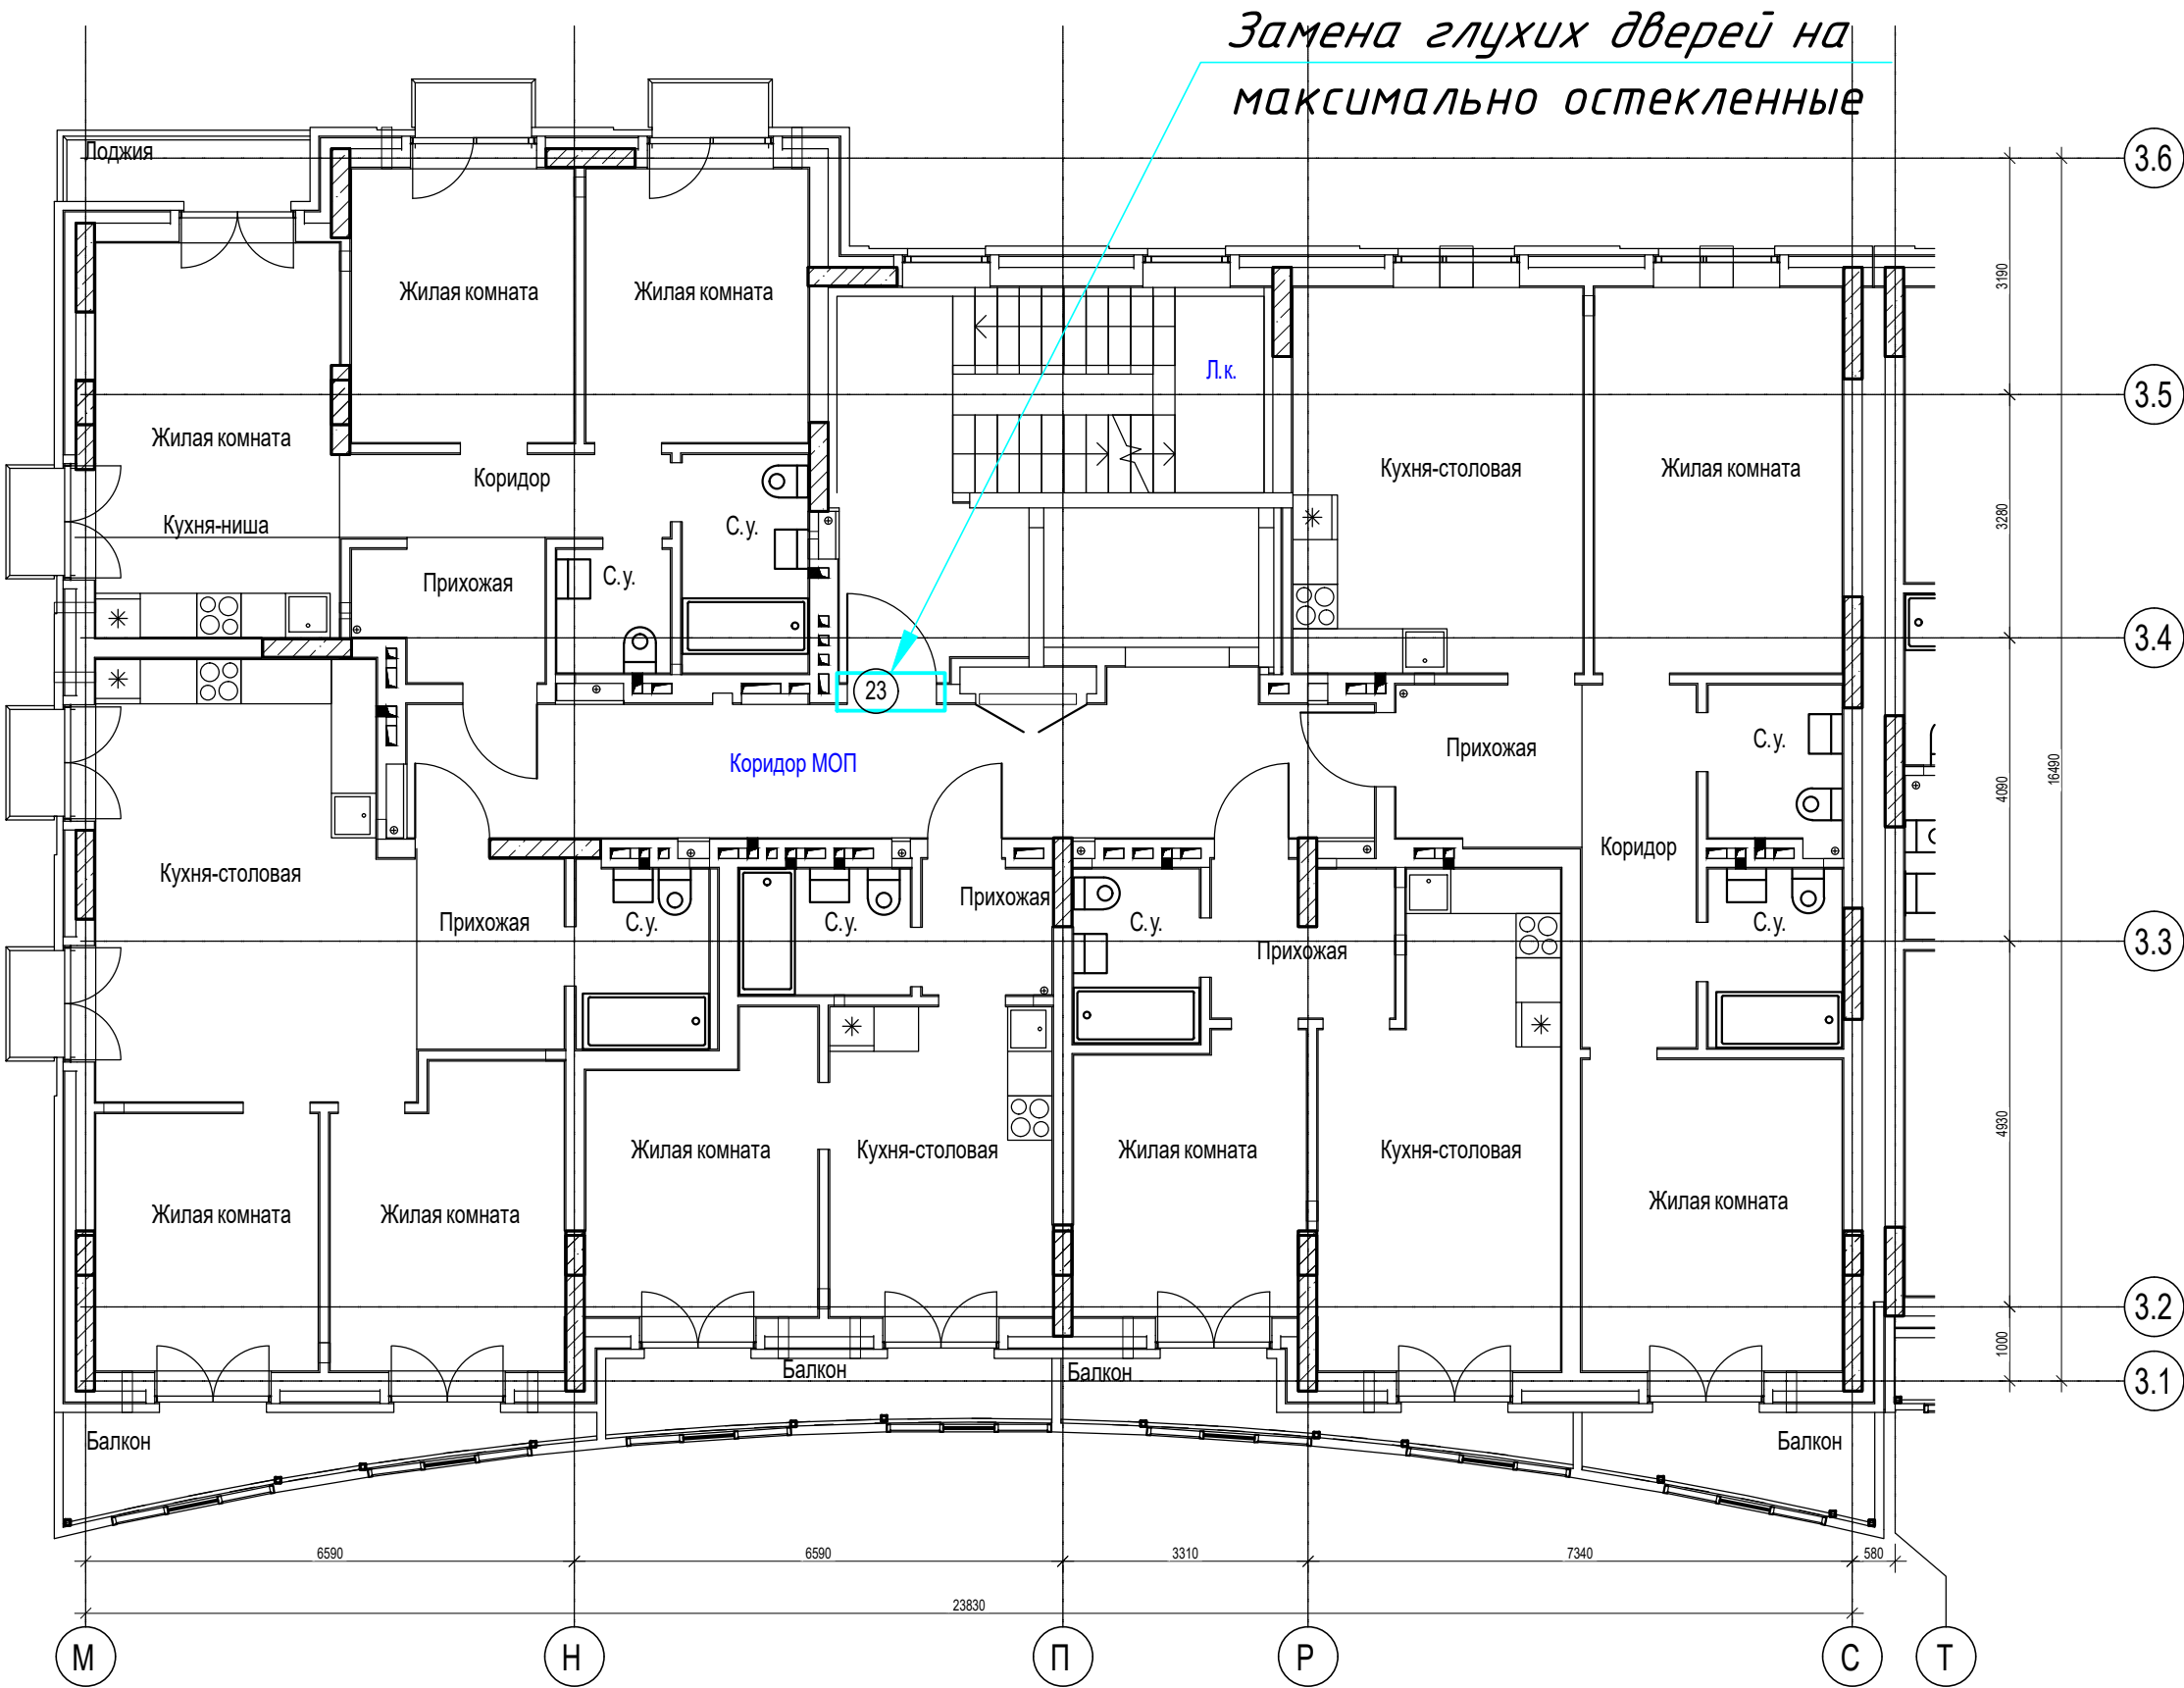 Замена глухих дверей на
максимально остекленные
Лоджия
3.6
3190
Жилая комната
Жилая комната
Л.к.
3.5
Жилая комната
Кухня-столовая
Жилая комната
Коридор
3280
Кухня-ниша
С.у.
Прихожая
С.у.
3.4
23
Коридор МОП
Прихожая
С.у.
4090
16490
Кухня-столовая
Коридор
Прихожая
Прихожая
С.у.
С.у.
С.у.
С.у.
Прихожая
3.3
4930
Жилая комната
Кухня-столовая
Жилая комната
Кухня-столовая
Жилая комната
Жилая комната
Жилая комната
3.2
1000
Балкон
Балкон
3.1
Балкон
Балкон
6590
6590
3310
7340
580
23830
М
Н
П
Р
С
Т